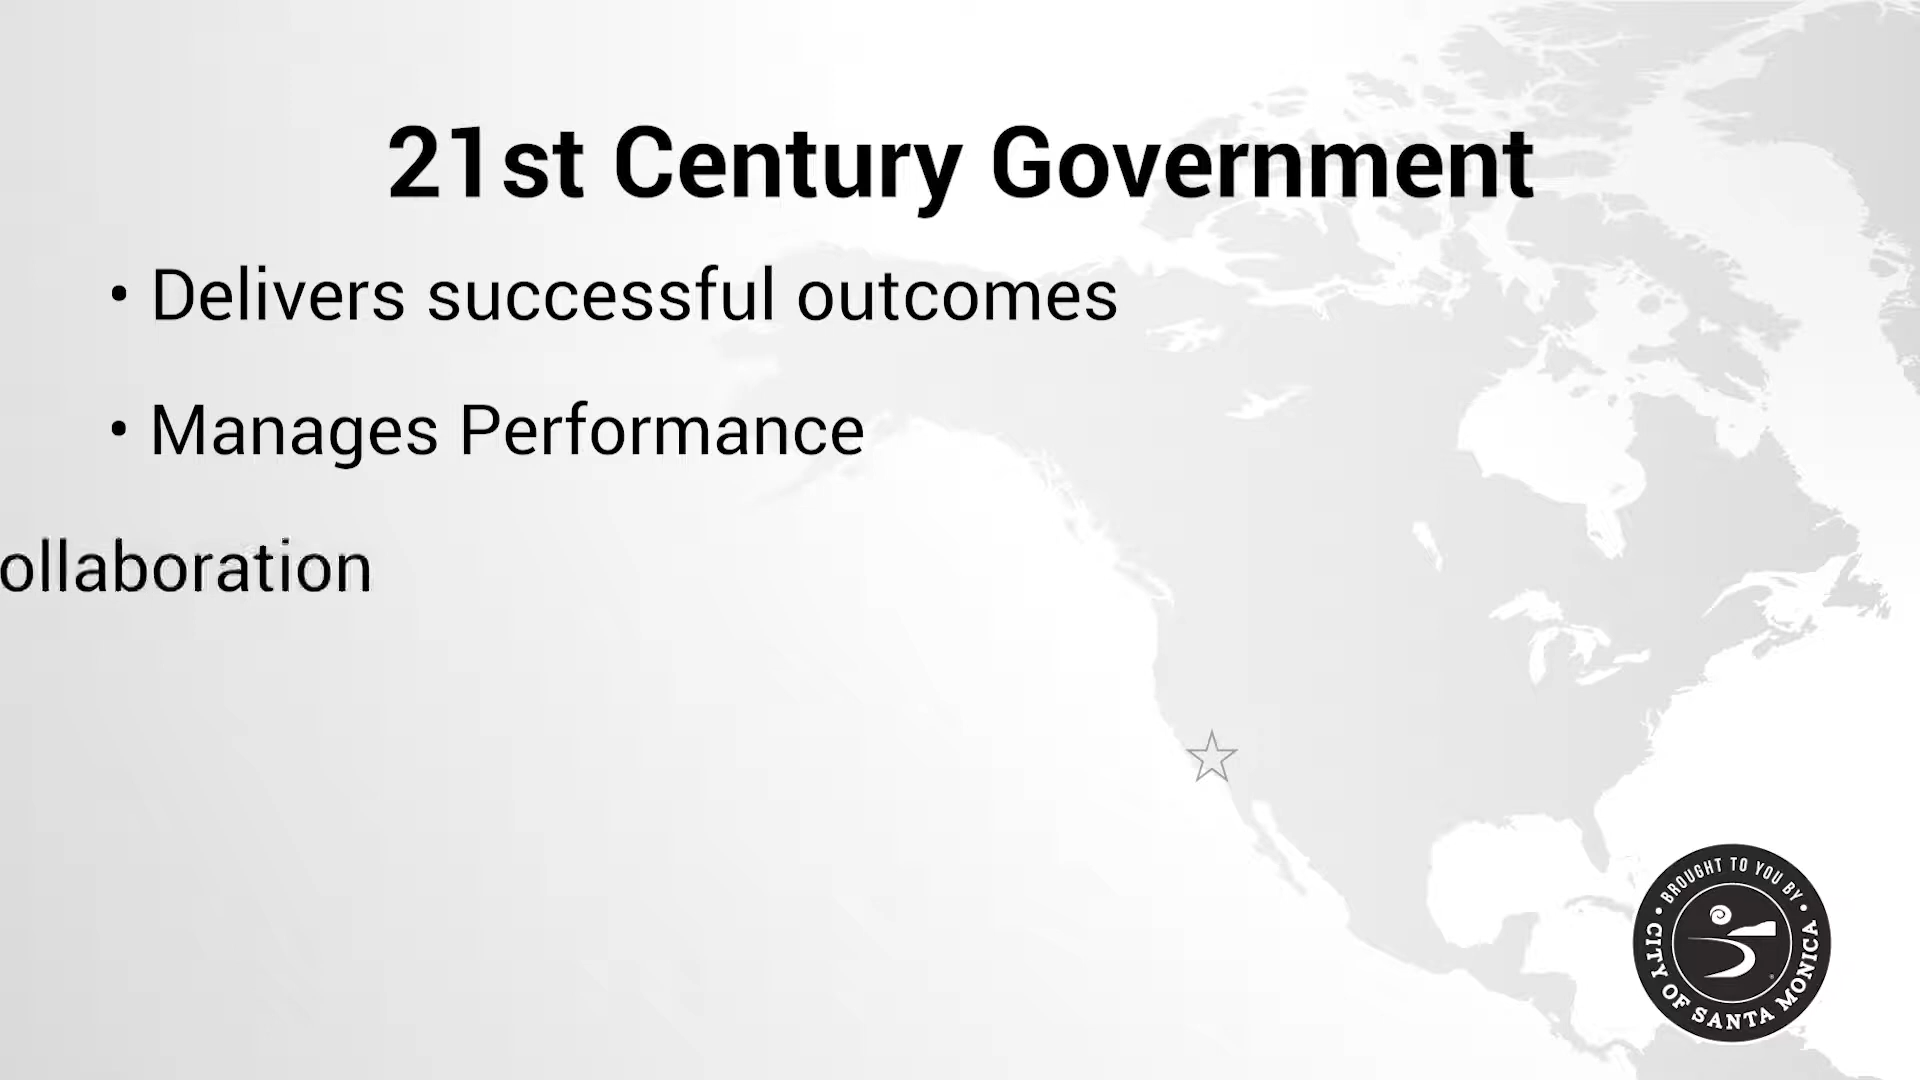 21st Century Government
• Delivers successful outcomes
• Manages Performance
ollaboration
• BROUGHT TO YOU BY •
CITY OF SANTA MONICA